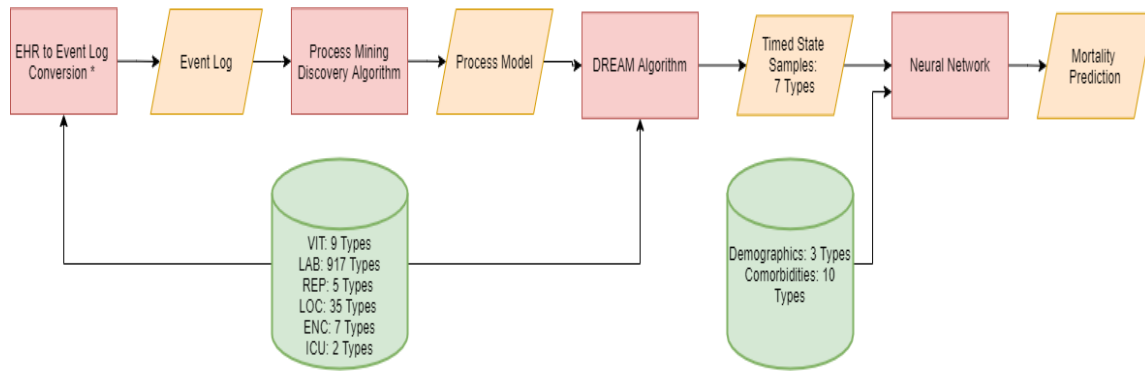 EHR to Event Log
Conversion *
Event Log
Process Mining
Discovery Algorithm
Process Model
DREAM Algorithm
Timed State
Samples:
7 Types
Neural Network
Mortality
Prediction
VIT: 9 Types
LAB: 917 Types
REP: 5 Types
LOC: 35 Types
ENC: 7 Types
ICU: 2 Types
Demographics: 3 Types
Comorbidities: 10
Types